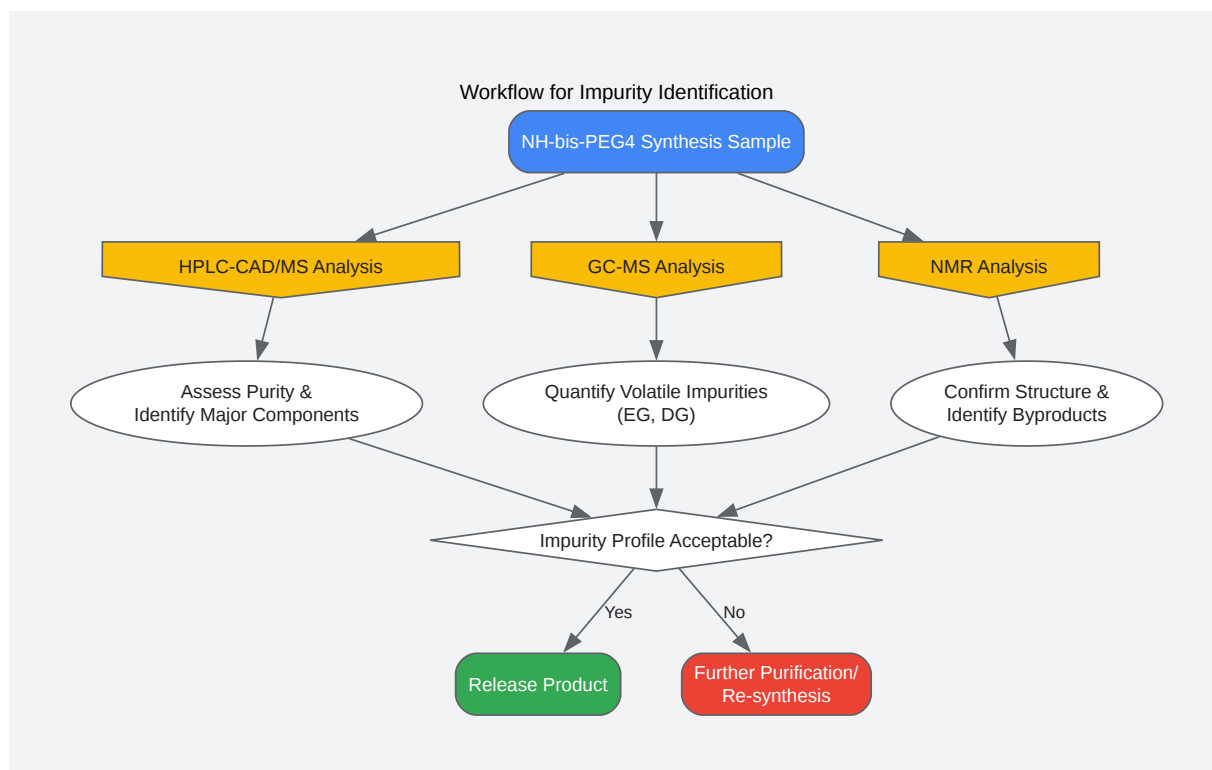 Workflow for Impurity Identification
NH-bis-PEG4 Synthesis Sample
HPLC-CAD/MS Analysis
GC-MS Analysis
NMR Analysis
Assess Purity &
Identify Major Components
Quantify Volatile Impurities
(EG, DG)
Confirm Structure &
Identify Byproducts
Impurity Profile Acceptable?
Yes
No
Release Product
Further Purification/
Re-synthesis